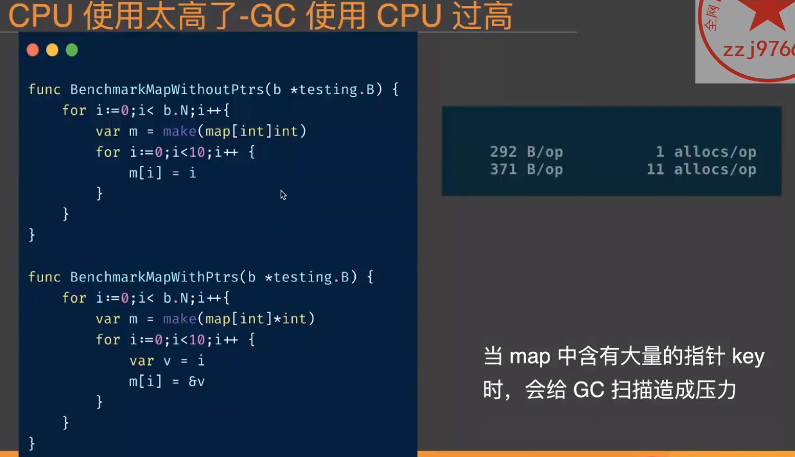 CPU 使用太高了-GC 使用 CPU 过高
全网
zzj9766
func BenchmarkMapWithoutPtrs(b *testing.B) {
for i:=0;i< b.N;i++{
var m = make(map[int]int)
for i:=0;i<10;i++ {
m[i] = i
}
}
}
func BenchmarkMapWithPtrs(b *testing.B) {
for i:=0;i< b.N;i++{
var m = make(map[int]*int)
for i:=0;i<10;i++ {
var v = i
m[i] = &v
}
}
}
292 B/op 1 allocs/op
371 B/op 11 allocs/op
当 map 中含有大量的指针 key
时，会给 GC 扫描造成压力